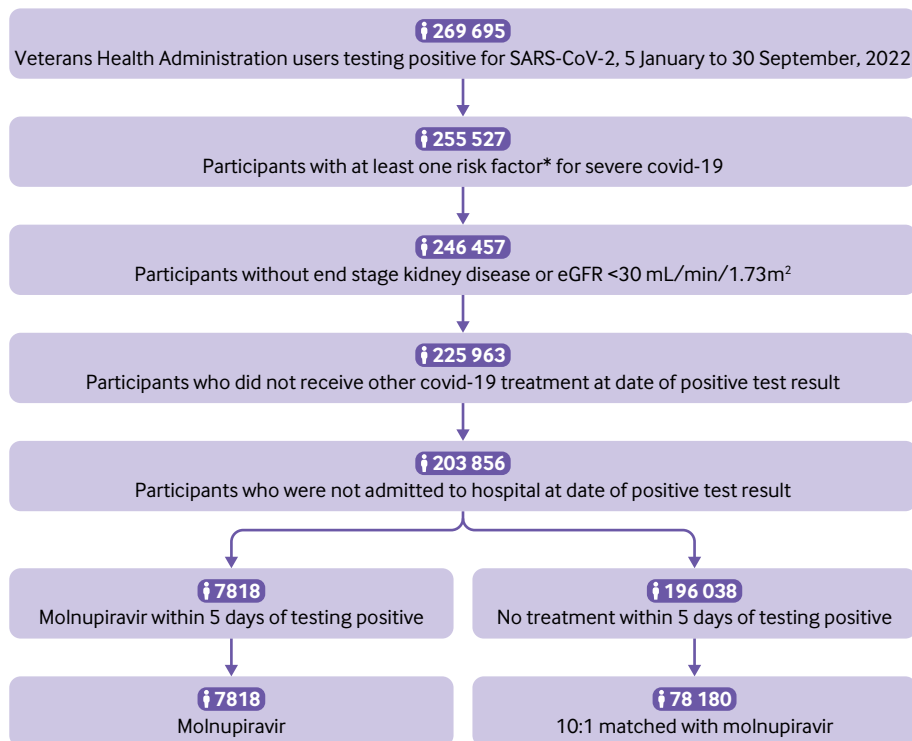 269 695
Veterans Health Administration users testing positive for SARS-CoV-2, 5 January to 30 September, 2022
255 527
Participants with at least one risk factor* for severe covid-19
246 457
Participants without end stage kidney disease or eGFR <30 mL/min/1.73m²
225 963
Participants who did not receive other covid-19 treatment at date of positive test result
203 856
Participants who were not admitted to hospital at date of positive test result
7818
Molnupiravir within 5 days of testing positive
196 038
No treatment within 5 days of testing positive
7818
Molnupiravir
78 180
10:1 matched with molnupiravir